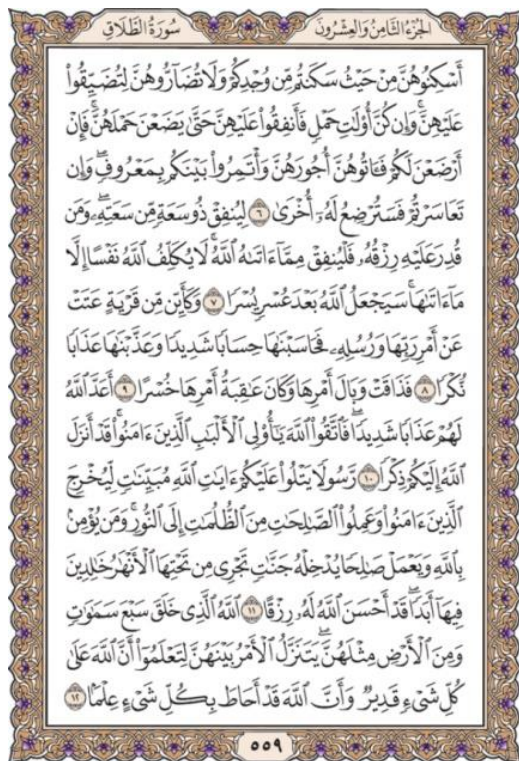 الجُزْءُ الثَّامِنُ وَالعِشْرُونَ سُورَةُ الطَّلَاقِ
أَسْكِنُوهُنَّ مِنْ حَيْثُ سَكَنتُم مِّن وُجْدِكُمْ وَلَا تُضَآرُّوهُنَّ لِتُضَيِّقُوا۟
عَلَيْهِنَّ ۚ وَإِن كُنَّ أُو۟لَـٰتِ حَمْلٍ فَأَنفِقُوا۟ عَلَيْهِنَّ حَتَّىٰ يَضَعْنَ حَمْلَهُنَّ ۚ فَإِنْ
أَرْضَعْنَ لَكُمْ فَـَٔاتُوهُنَّ أُجُورَهُنَّ ۖ وَأْتَمِرُوا۟ بَيْنَكُم بِمَعْرُوفٍ ۖ وَإِن
تَعَاسَرْتُمْ فَسَتُرْضِعُ لَهُۥٓ أُخْرَىٰ ٦ لِيُنفِقْ ذُو سَعَةٍ مِّن سَعَتِهِۦ ۖ وَمَن
قُدِرَ عَلَيْهِ رِزْقُهُۥ فَلْيُنفِقْ مِمَّآ ءَاتَىٰهُ ٱللَّهُ ۚ لَا يُكَلِّفُ ٱللَّهُ نَفْسًا إِلَّا
مَآ ءَاتَىٰهَا ۚ سَيَجْعَلُ ٱللَّهُ بَعْدَ عُسْرٍ يُسْرًا ٧ وَكَأَيِّن مِّن قَرْيَةٍ عَتَتْ
عَنْ أَمْرِ رَبِّهَا وَرُسُلِهِۦ فَحَاسَبْنَـٰهَا حِسَابًا شَدِيدًا وَعَذَّبْنَـٰهَا عَذَابًا
نُّكْرًا ٨ فَذَاقَتْ وَبَالَ أَمْرِهَا وَكَانَ عَـٰقِبَةُ أَمْرِهَا خُسْرًا ٩ أَعَدَّ ٱللَّهُ
لَهُمْ عَذَابًا شَدِيدًا ۖ فَٱتَّقُوا۟ ٱللَّهَ يَـٰٓأُو۟لِى ٱلْأَلْبَـٰبِ ٱلَّذِينَ ءَامَنُوا۟ ۚ قَدْ أَنزَلَ
ٱللَّهُ إِلَيْكُمْ ذِكْرًا ١٠ رَّسُولًا يَتْلُوا۟ عَلَيْكُمْ ءَايَـٰتِ ٱللَّهِ مُبَيِّنَـٰتٍ لِّيُخْرِجَ
ٱلَّذِينَ ءَامَنُوا۟ وَعَمِلُوا۟ ٱلصَّـٰلِحَـٰتِ مِنَ ٱلظُّلُمَـٰتِ إِلَى ٱلنُّورِ ۚ وَمَن يُؤْمِنۢ
بِٱللَّهِ وَيَعْمَلْ صَـٰلِحًا يُدْخِلْهُ جَنَّـٰتٍ تَجْرِى مِن تَحْتِهَا ٱلْأَنْهَـٰرُ خَـٰلِدِينَ
فِيهَآ أَبَدًا ۖ قَدْ أَحْسَنَ ٱللَّهُ لَهُۥ رِزْقًا ١١ ٱللَّهُ ٱلَّذِى خَلَقَ سَبْعَ سَمَـٰوَٰتٍ
وَمِنَ ٱلْأَرْضِ مِثْلَهُنَّ ۖ يَتَنَزَّلُ ٱلْأَمْرُ بَيْنَهُنَّ لِتَعْلَمُوٓا۟ أَنَّ ٱللَّهَ عَلَىٰ
كُلِّ شَىْءٍ قَدِيرٌ وَأَنَّ ٱللَّهَ قَدْ أَحَاطَ بِكُلِّ شَىْءٍ عِلْمًۢا ١٢
٥٥٩